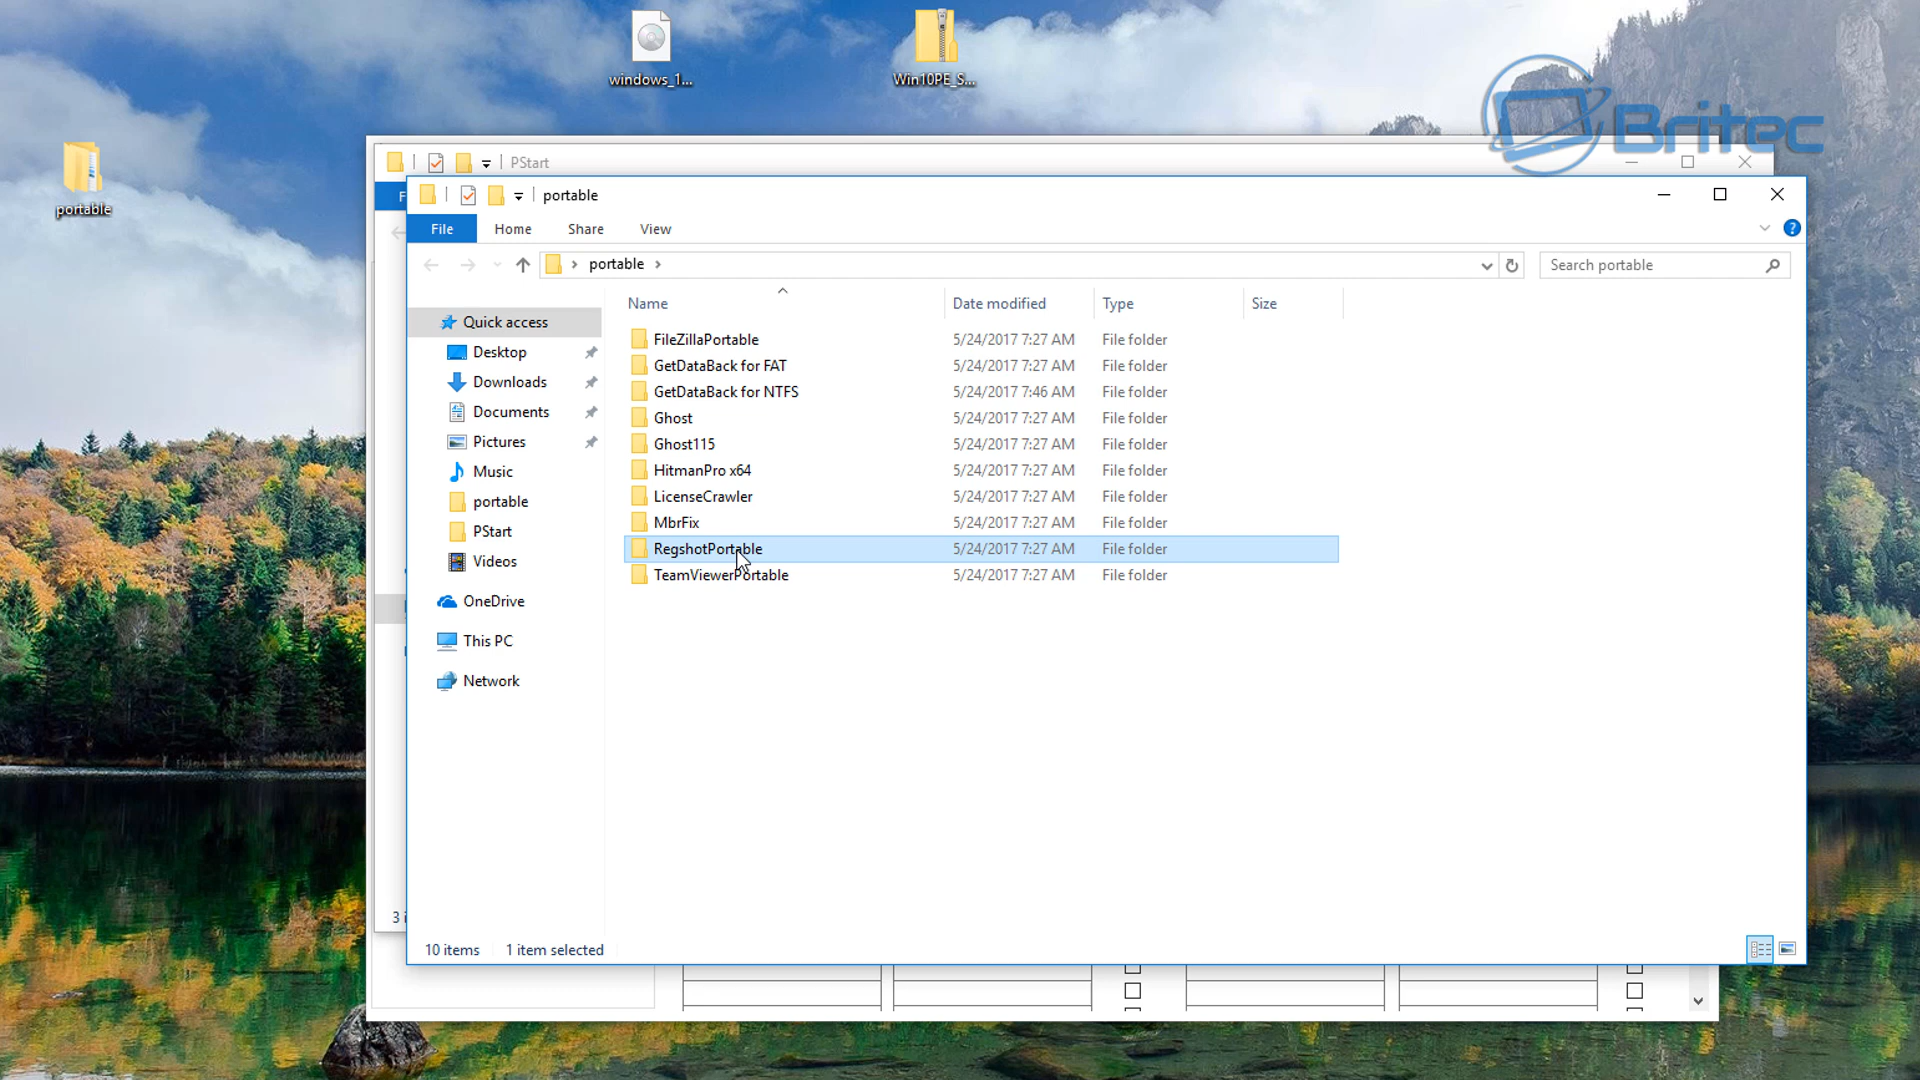 windows_1...
Win10PE_S...
Britec
portable
PStart
portable
File
Home
Share
View
portable
Search portable
Name
Date modified
Type
Size
Quick access
Desktop
Downloads
Documents
Pictures
Music
portable
PStart
Videos
OneDrive
This PC
Network
FileZillaPortable 5/24/2017 7:27 AM File folder
GetDataBack for FAT 5/24/2017 7:27 AM File folder
GetDataBack for NTFS 5/24/2017 7:46 AM File folder
Ghost 5/24/2017 7:27 AM File folder
Ghost115 5/24/2017 7:27 AM File folder
HitmanPro x64 5/24/2017 7:27 AM File folder
LicenseCrawler 5/24/2017 7:27 AM File folder
MbrFix 5/24/2017 7:27 AM File folder
RegshotPortable 5/24/2017 7:27 AM File folder
TeamViewerPortable 5/24/2017 7:27 AM File folder
10 items 1 item selected